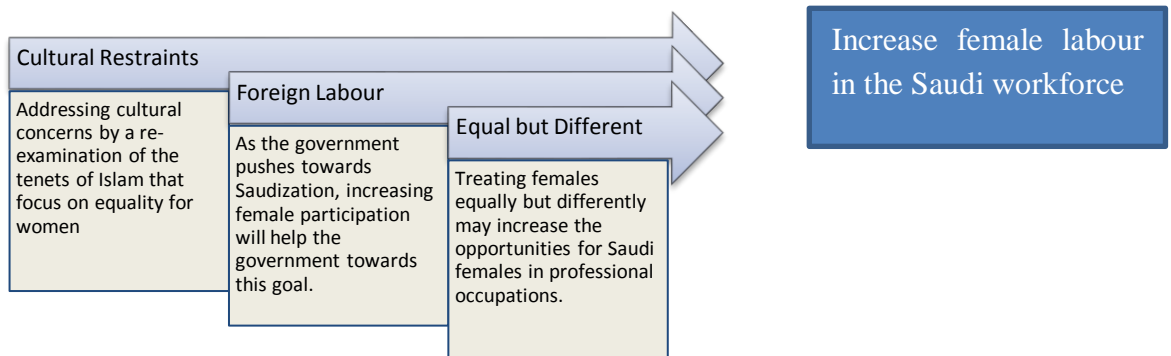 Cultural Restraints
Addressing cultural
concerns by a re-
examination of the
tenets of Islam that
focus on equality for
women
Foreign Labour
As the government
pushes towards
Saudization, increasing
female participation
will help the
government towards
this goal.
Equal but Different
Treating females
equally but differently
may increase the
opportunities for Saudi
females in professional
occupations.
Increase female labour
in the Saudi workforce